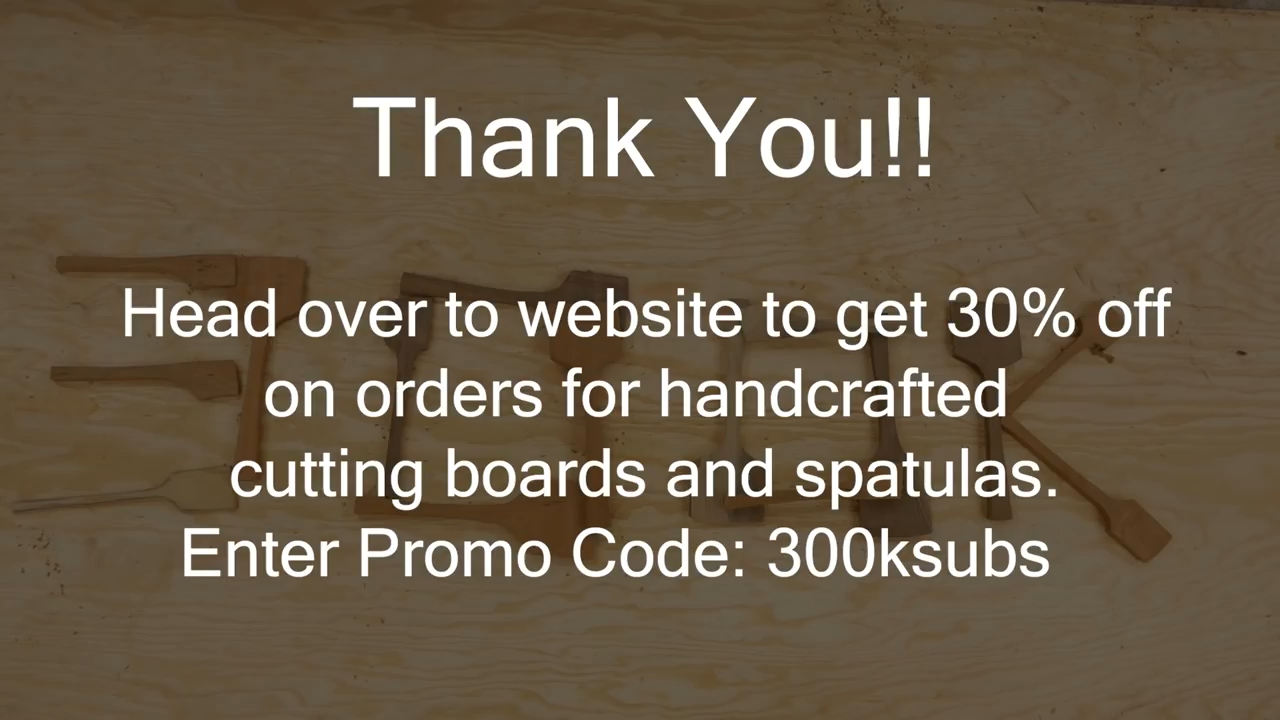 Thank You!!
Head over to website to get 30% off
on orders for handcrafted
cutting boards and spatulas.
Enter Promo Code: 300ksubs